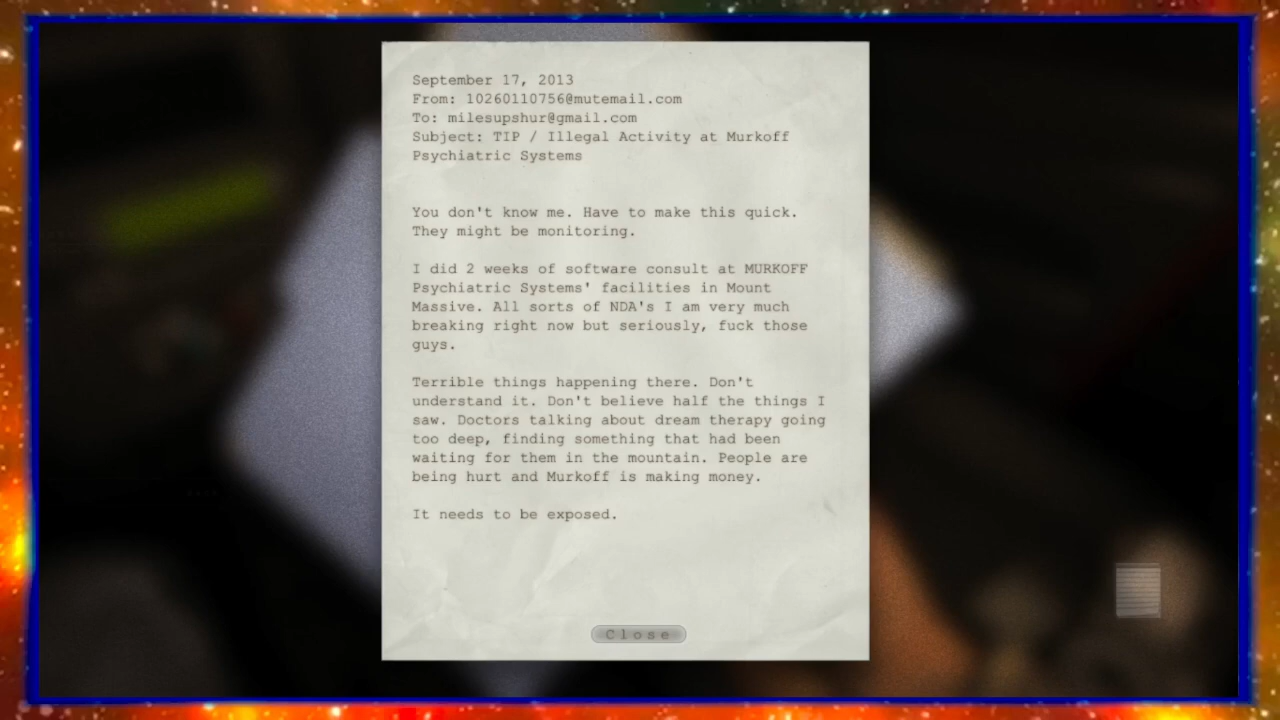 September 17, 2013
From: 10260110756@mutemail.com
To: milesupshur@gmail.com
Subject: TIP / Illegal Activity at Murkoff
Psychiatric Systems
You don't know me. Have to make this quick.
They might be monitoring.
I did 2 weeks of software consult at MURKOFF
Psychiatric Systems' facilities in Mount
Massive. All sorts of NDA's I am very much
breaking right now but seriously, fuck those
guys.
Terrible things happening there. Don't
understand it. Don't believe half the things I
saw. Doctors talking about dream therapy going
too deep, finding something that had been
waiting for them in the mountain. People are
being hurt and Murkoff is making money.
It needs to be exposed.
Close